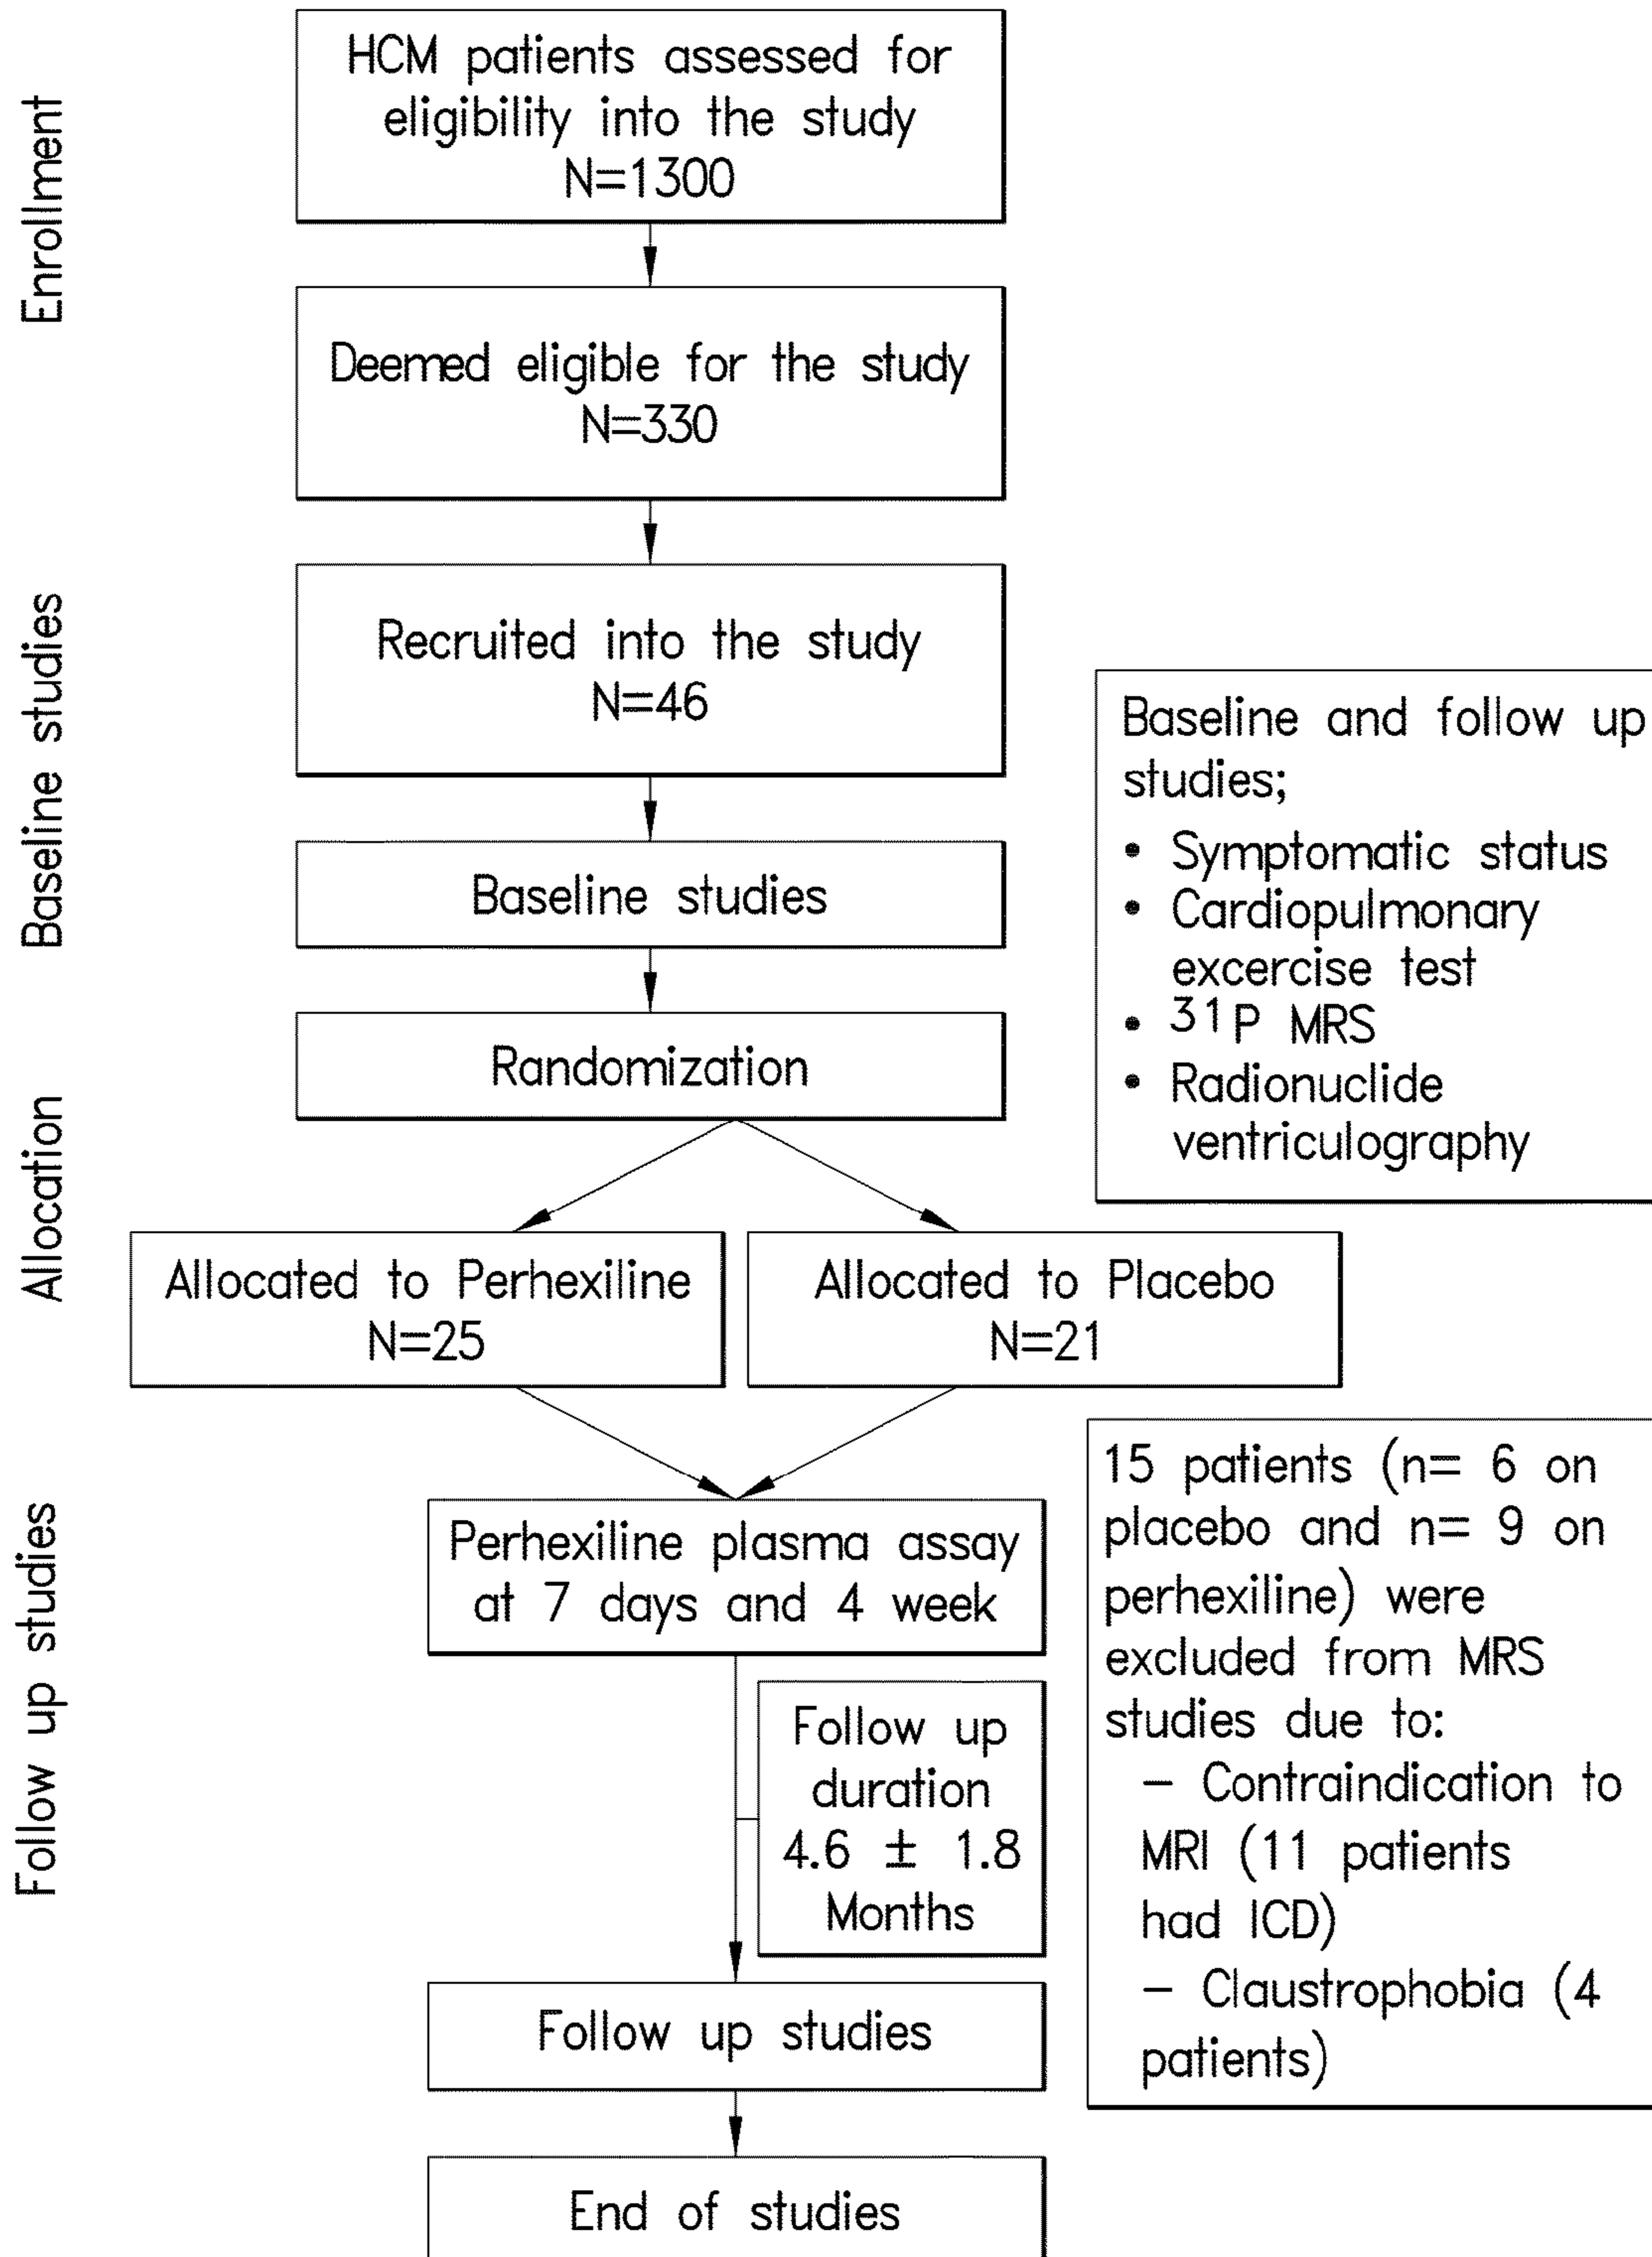 Enrollment
HCM patients assessed for
eligibility into the study
N=1300
Deemed eligible for the study
N=330
Baseline studies
Recruited into the study
N=46
Baseline studies
Baseline and follow up
studies;
• Symptomatic status
• Cardiopulmonary
excercise test
• 31P MRS
• Radionuclide
ventriculography
Allocation
Randomization
Allocated to Perhexiline
N=25
Allocated to Placebo
N=21
Follow up studies
Perhexiline plasma assay
at 7 days and 4 week
Follow up
duration
4.6 ± 1.8
Months
15 patients (n= 6 on
placebo and n= 9 on
perhexiline) were
excluded from MRS
studies due to:
– Contraindication to
MRI (11 patients
had ICD)
– Claustrophobia (4
patients)
Follow up studies
End of studies